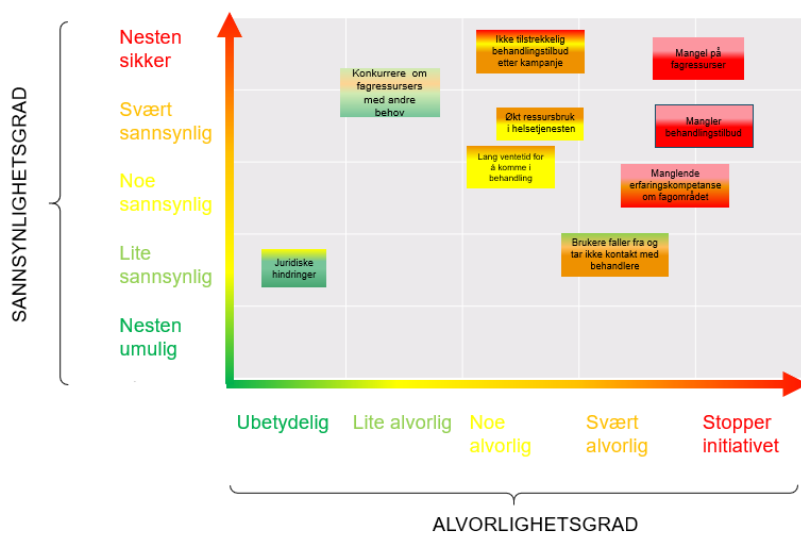 SANNSYNLIGHETSGRAD
Nesten
sikker
Svært
sannsynlig
Noe
sannsynlig
Lite
sannsynlig
Nesten
umulig
Ikke tilstrekkelig
behandlingstilbud
etter kampanje
Mangel på
fagressurser
Konkurrere om
fagressursers
med andre
behov
Økt ressursbruk
i helsetjenesten
Mangler
behandlingstilbud
Lang ventetid for
å komme i
behandling
Manglende
erfaringskompetanse
om fagområdet
Brukere faller fra og
tar ikke kontakt med
behandlere
Juridiske
hindringer
Ubetydelig
Lite alvorlig
Noe
alvorlig
Svært
alvorlig
Stopper
initiativet
ALVORLIGHETSGRAD